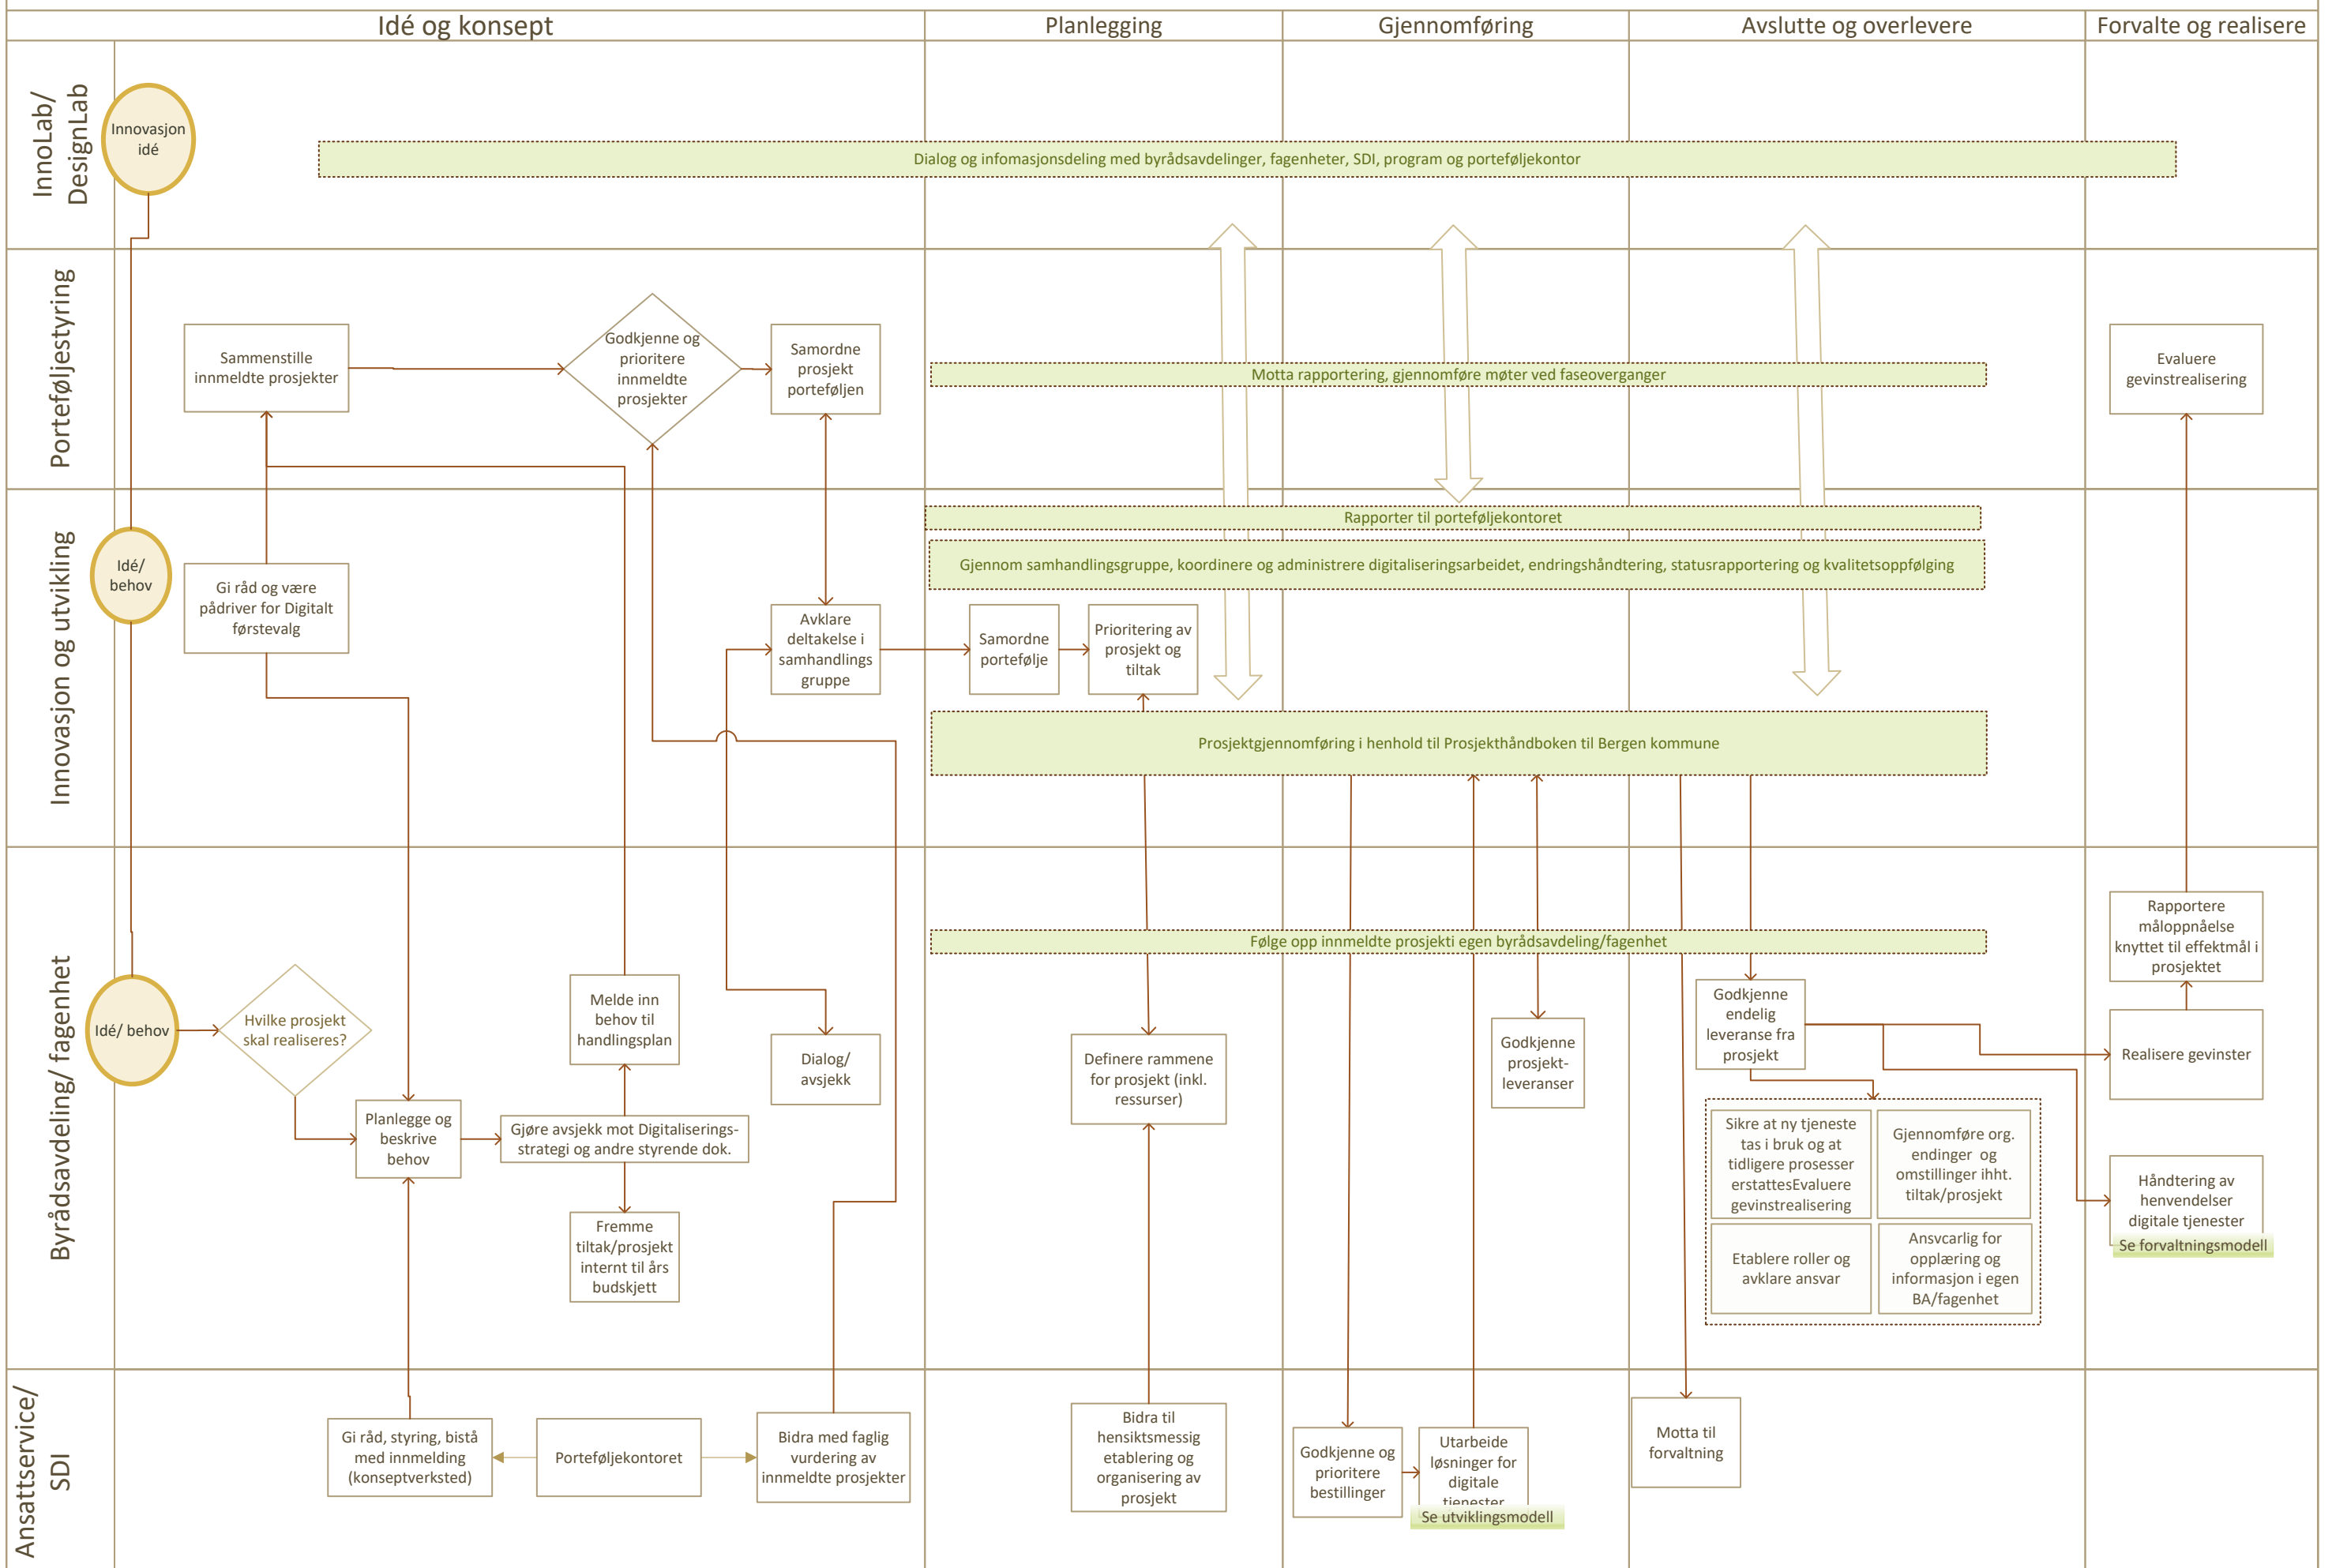 Idé og konsept
Planlegging
Gjennomføring
Avslutte og overlevere
Forvalte og realisere
InnoLab/
DesignLab
Innovasjon
idé
Dialog og infomasjonsdeling med byrådsavdelinger, fagenheter, SDI, program og porteføljekontor
Porteføljestyring
Sammenstille
innmeldte prosjekter
Godkjenne og
prioritere
innmeldte
prosjekter
Samordne
prosjekt
porteføljen
Motta rapportering, gjennomføre møter ved faseoverganger
Evaluere
gevinstrealisering
Innovasjon og utvikling
Idé/
behov
Gi råd og være
pådriver for Digitalt
førstevalg
Avklare
deltakelse i
samhandlings
gruppe
Rapporter til porteføljekontoret
Gjennom samhandlingsgruppe, koordinere og administrere digitaliseringsarbeidet, endringshåndtering, statusrapportering og kvalitetsoppfølging
Samordne
portefølje
Prioritering av
prosjekt og
tiltak
Prosjektgjennomføring i henhold til Prosjekthåndboken til Bergen kommune
Byrådsavdeling/ fagenhet
Idé/ behov
Hvilke prosjekt
skal realiseres?
Planlegge og
beskrive
behov
Melde inn
behov til
handlingsplan
Gjøre avsjekk mot Digitaliserings-
strategi og andre styrende dok.
Fremme
tiltak/prosjekt
internt til års
budskjett
Dialog/
avsjekk
Følge opp innmeldte prosjekti egen byrådsavdeling/fagenhet
Definere rammene
for prosjekt (inkl.
ressurser)
Godkjenne
prosjekt-
leveranser
Godkjenne
endelig
leveranse fra
prosjekt
Sikre at ny tjeneste
tas i bruk og at
tidligere prosesser
erstattesEvaluere
gevinstrealisering
Gjennomføre org.
endinger og
omstillinger ihht.
tiltak/prosjekt
Etablere roller og
avklare ansvar
Ansvcarlig for
opplæring og
informasjon i egen
BA/fagenhet
Rapportere
måloppnåelse
knyttet til effektmål i
prosjektet
Realisere gevinster
Håndtering av
henvendelser
digitale tjenester
Se forvaltningsmodell
Ansattservice/
SDI
Gi råd, styring, bistå
med innmelding
(konseptverksted)
Porteføljekontoret
Bidra med faglig
vurdering av
innmeldte prosjekter
Bidra til
hensiktsmessig
etablering og
organisering av
prosjekt
Godkjenne og
prioritere
bestillinger
Utarbeide
løsninger for
digitale
tjenester
Se utviklingsmodell
Motta til
forvaltning